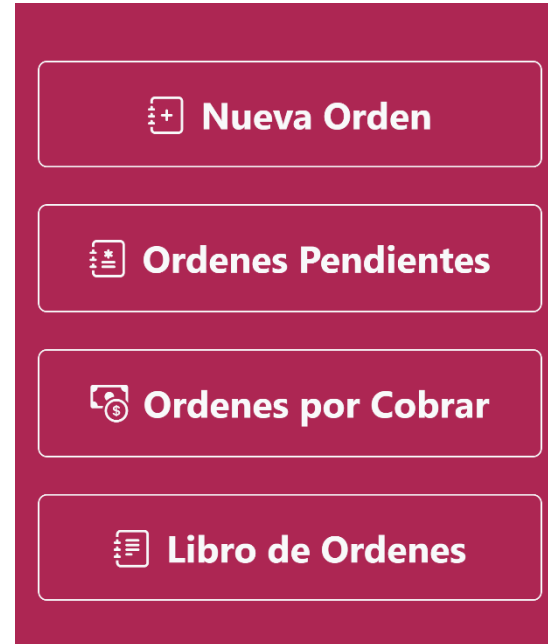 Nueva Orden
Ordenes Pendientes
Ordenes por Cobrar
Libro de Ordenes